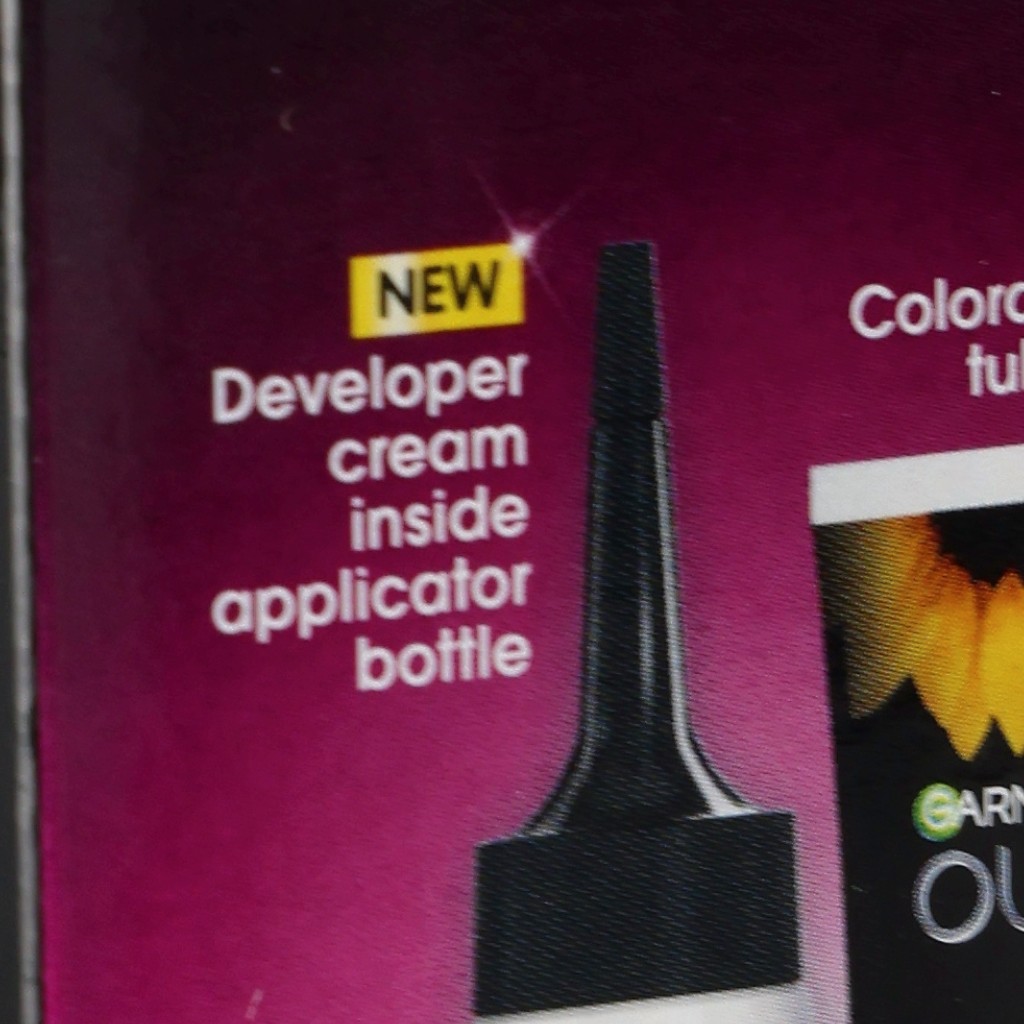 NEW
Developer
cream
inside
applicator
bottle